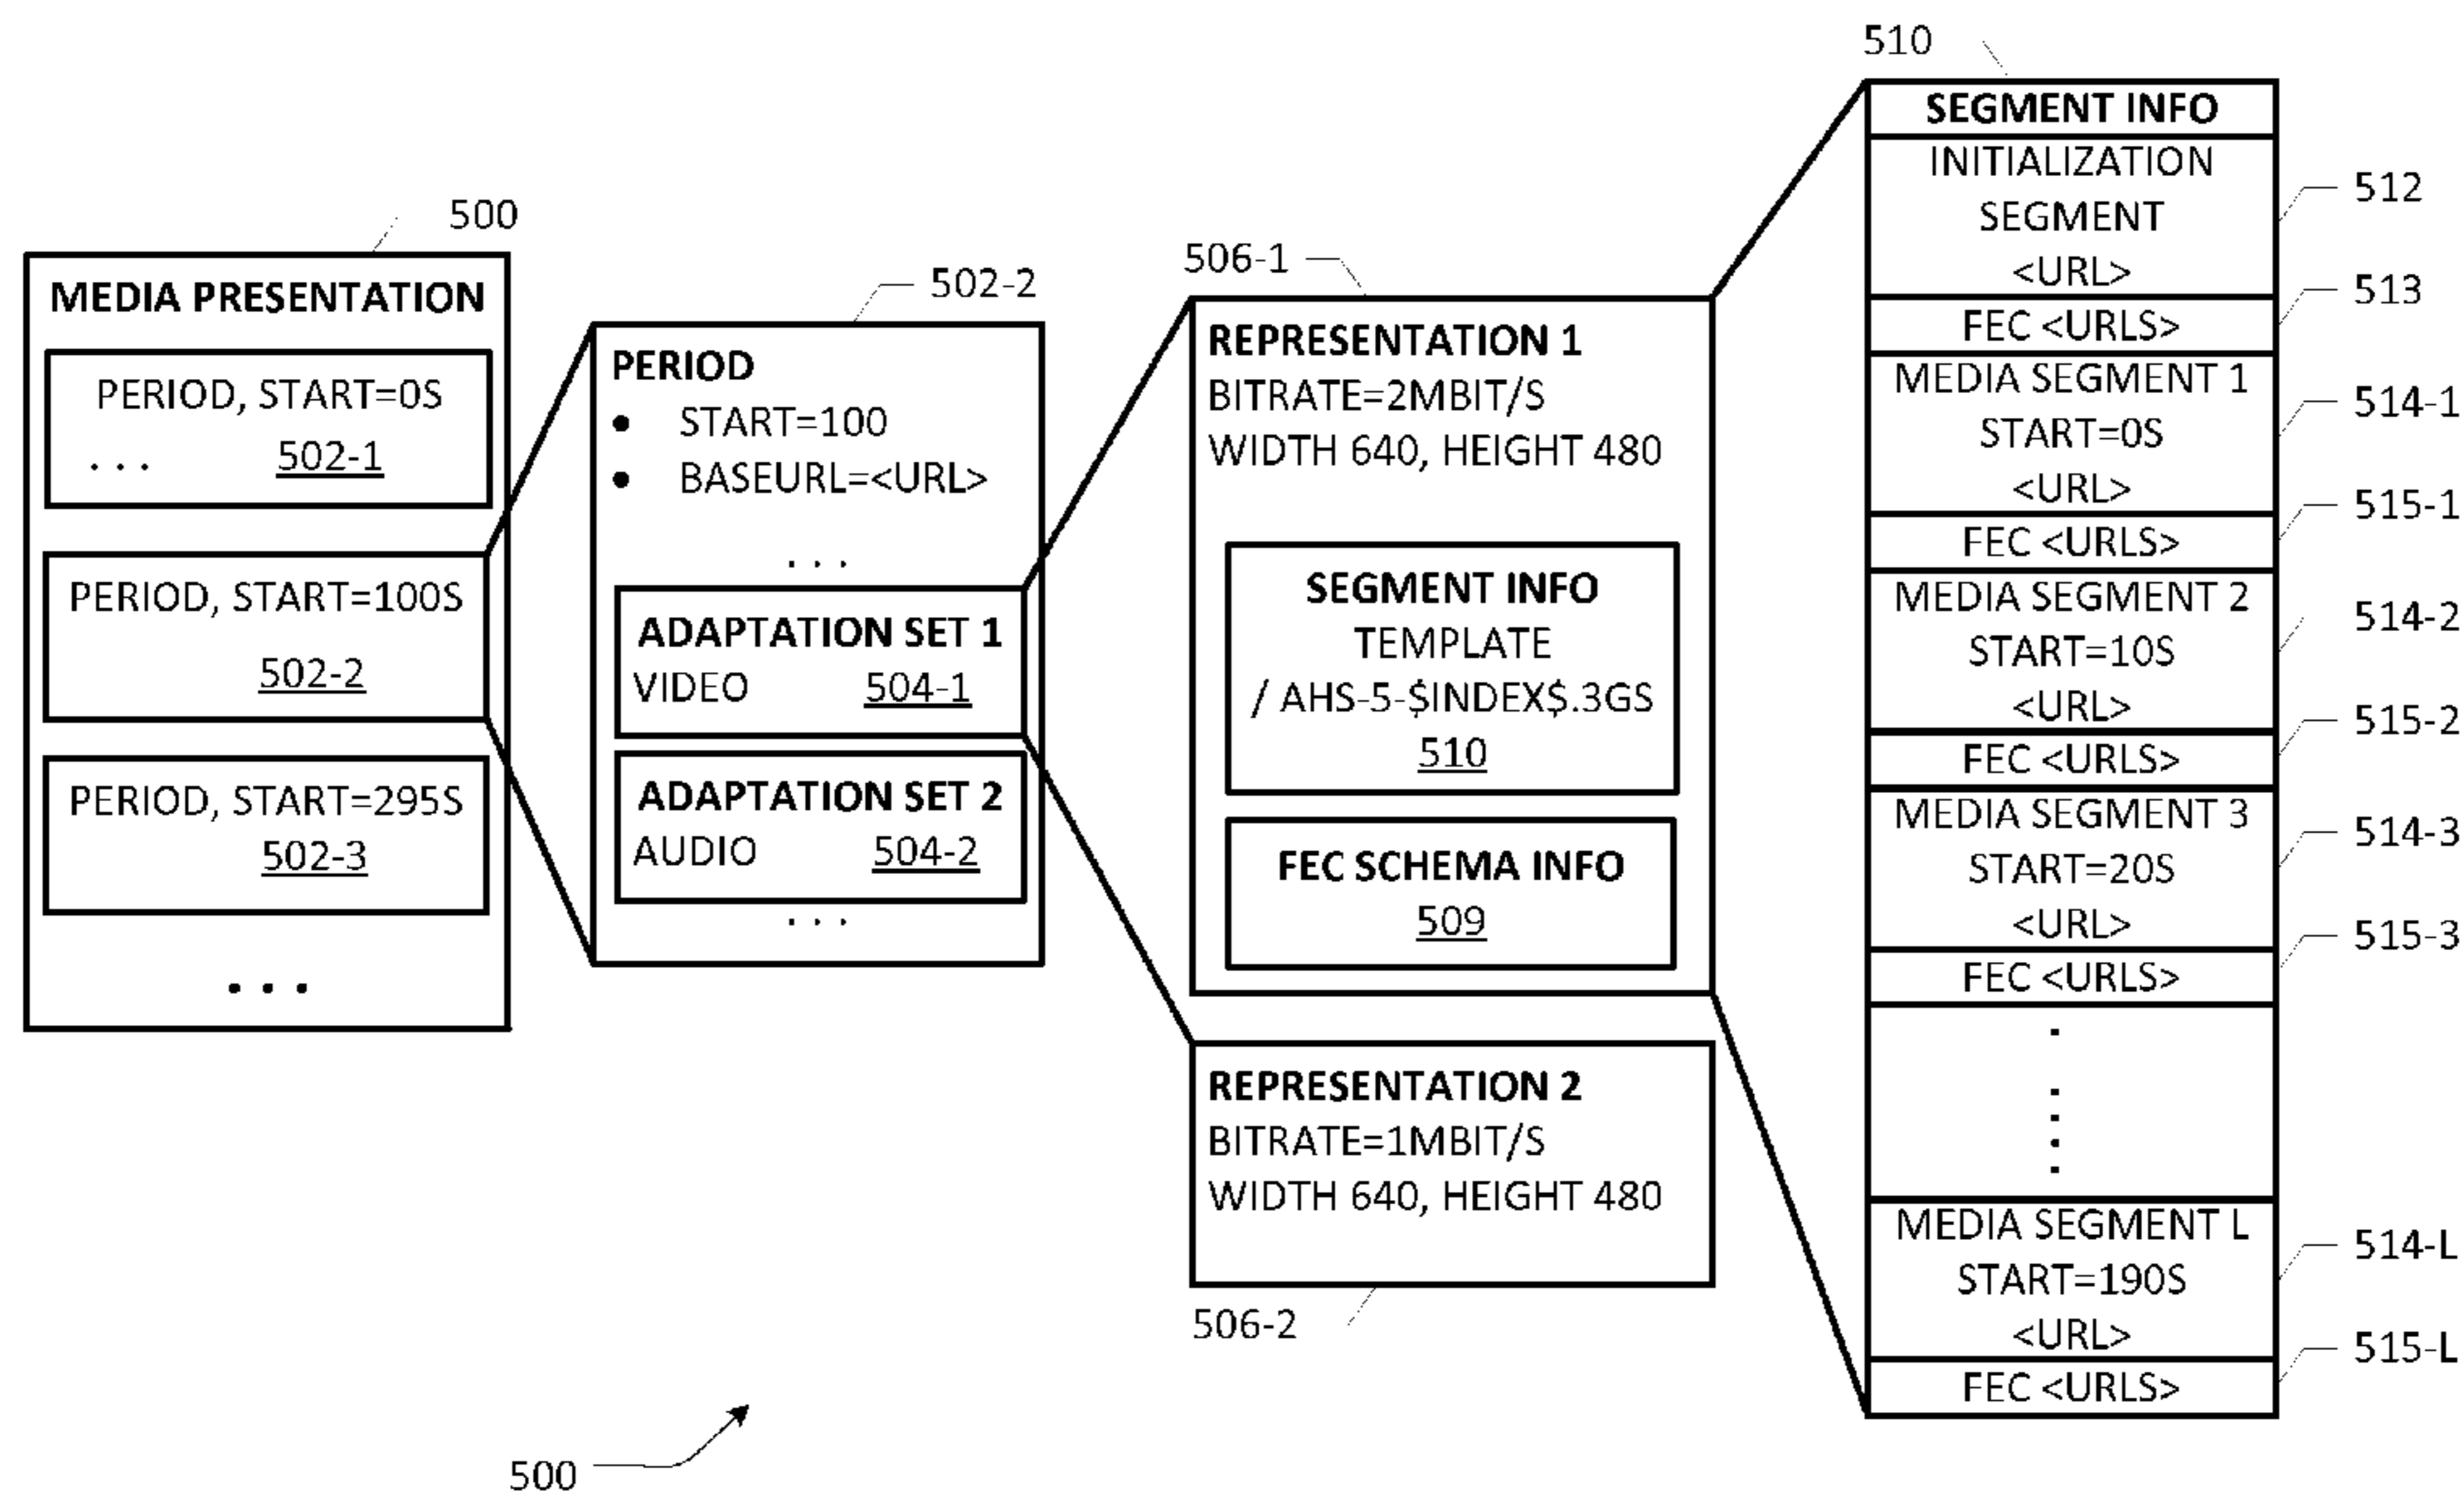 500
MEDIA PRESENTATION
PERIOD, START=0S
. . . 502-1
PERIOD, START=100S
502-2
PERIOD, START=295S
502-3
. . .
502-2
PERIOD
• START=100
• BASEURL=<URL>
. . .
ADAPTATION SET 1
VIDEO 504-1
ADAPTATION SET 2
AUDIO 504-2
. . .
506-1
REPRESENTATION 1
BITRATE=2MBIT/S
WIDTH 640, HEIGHT 480
SEGMENT INFO
TEMPLATE
/ AHS-5-$INDEX$.3GS
510
FEC SCHEMA INFO
509
REPRESENTATION 2
BITRATE=1MBIT/S
WIDTH 640, HEIGHT 480
506-2
510
SEGMENT INFO
INITIALIZATION
SEGMENT
<URL>
512
FEC <URLS>
513
MEDIA SEGMENT 1
START=0S
<URL>
514-1
FEC <URLS>
515-1
MEDIA SEGMENT 2
START=10S
<URL>
514-2
FEC <URLS>
515-2
MEDIA SEGMENT 3
START=20S
<URL>
514-3
FEC <URLS>
515-3
MEDIA SEGMENT L
START=190S
<URL>
514-L
FEC <URLS>
515-L
500